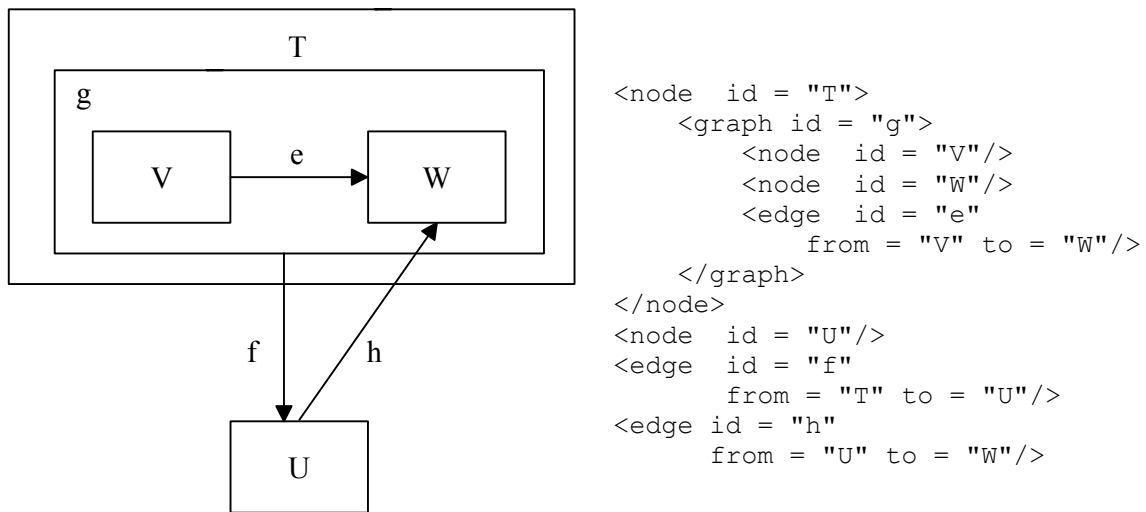 T
g
V
e
W
f
h
U
<node  id = "T">
    <graph id = "g">
        <node  id = "V"/>
        <node  id = "W"/>
        <edge  id = "e"
            from = "V" to = "W"/>
    </graph>
</node>
<node  id = "U"/>
<edge  id = "f"
       from = "T" to = "U"/>
<edge id = "h"
      from = "U" to = "W"/>